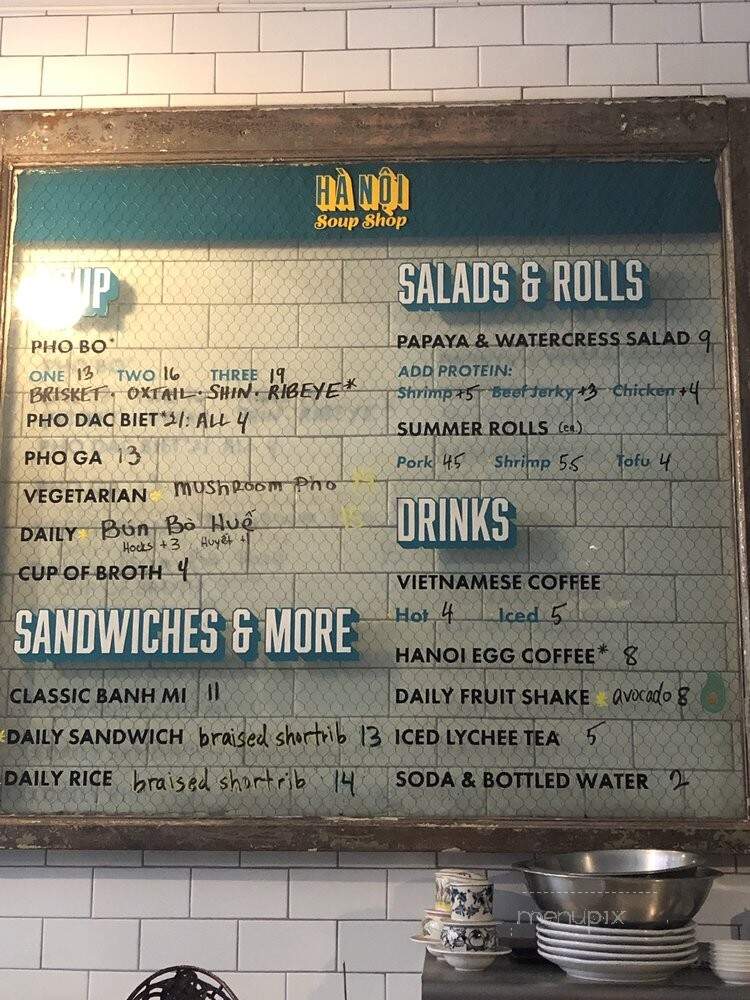 HÀ NỘI
Soup Shop
PHO BO*
ONE 13 TWO 16 THREE 19
BRISKET · OXTAIL · SHIN · RIBEYE*
PHO DAC BIET* 21: ALL 4
PHO GA 13
VEGETARIAN MUSHROOM Pho
DAILY Bún Bò Huế
Hocks +3 Huyết +1
CUP OF BROTH 4
SANDWICHES & MORE
CLASSIC BANH MI 11
DAILY SANDWICH braised shortrib 13
DAILY RICE braised shortrib 14
SALADS & ROLLS
PAPAYA & WATERCRESS SALAD 9
ADD PROTEIN:
Shrimp +5 Beef Jerky +3 Chicken +4
SUMMER ROLLS (ea)
Pork 4.5 Shrimp 5.5 Tofu 4
DRINKS
VIETNAMESE COFFEE
Hot 4 Iced 5
HANOI EGG COFFEE* 8
DAILY FRUIT SHAKE avocado 8
ICED LYCHEE TEA 5
SODA & BOTTLED WATER 2
menupix